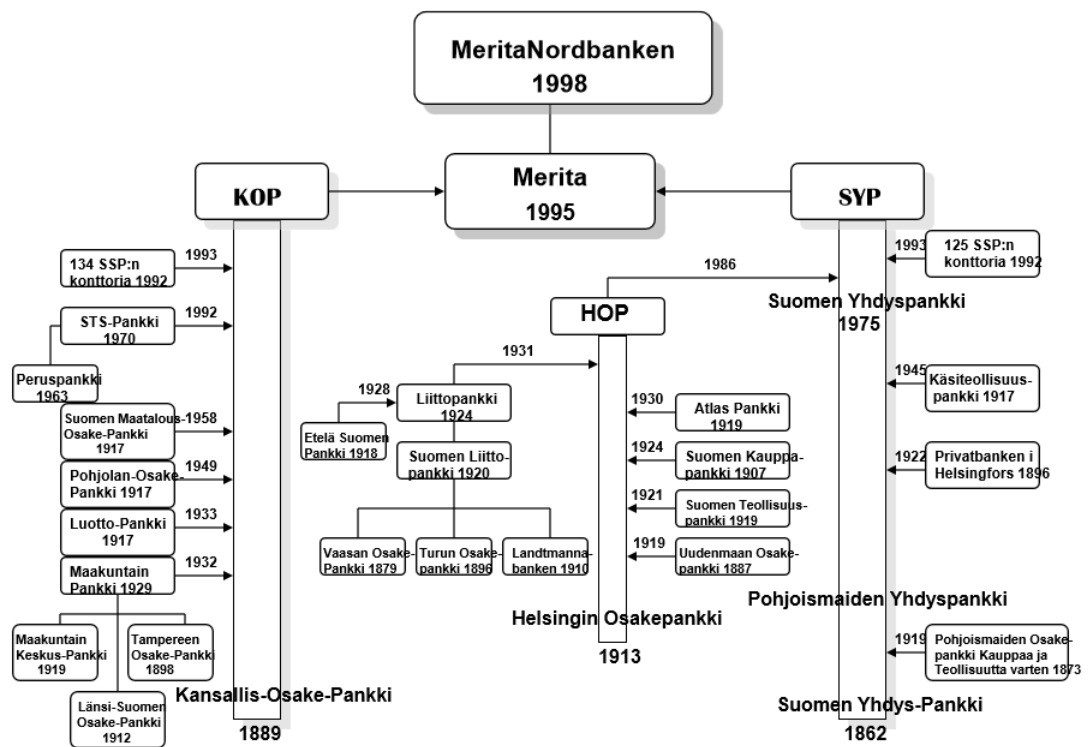 MeritaNordbanken
1998
KOP
Merita
1995
SYP
134 SSP:n
konttoria 1992
1993
1993
125 SSP:n
konttoria 1992
1986
Suomen Yhdyspankki
1975
STS-Pankki
1970
1992
HOP
Peruspankki
1963
1931
1928
Liittopankki
1924
1930
Atlas Pankki
1919
1945
Käsiteollisuus-
pankki 1917
Suomen Maatalous-
Osake-Pankki
1917
1958
Etelä Suomen
Pankki 1918
Suomen Liitto-
pankki 1920
1924
Suomen Kauppa-
pankki 1907
1922
Privatbanken i
Helsingfors 1896
Pohjolan-Osake-
Pankki 1917
1949
Luotto-Pankki
1917
1933
1921
Suomen Teollisuus-
pankki 1919
Vaasan Osake-
Pankki 1879
Turun Osake-
pankki 1896
Landtmanna-
banken 1910
1919
Uudenmaan Osake-
pankki 1887
Maakuntain
Pankki 1929
1932
Pohjoismaiden Yhdyspankki
Helsingin Osakepankki
1913
Maakuntain
Keskus-Pankki
1919
Tampereen
Osake-Pankki
1898
1919
Pohjoismaiden Osake-
pankki Kauppaa ja
Teollisuutta varten 1873
Länsi-Suomen
Osake-Pankki
1912
Kansallis-Osake-Pankki
1889
Suomen Yhdys-Pankki
1862